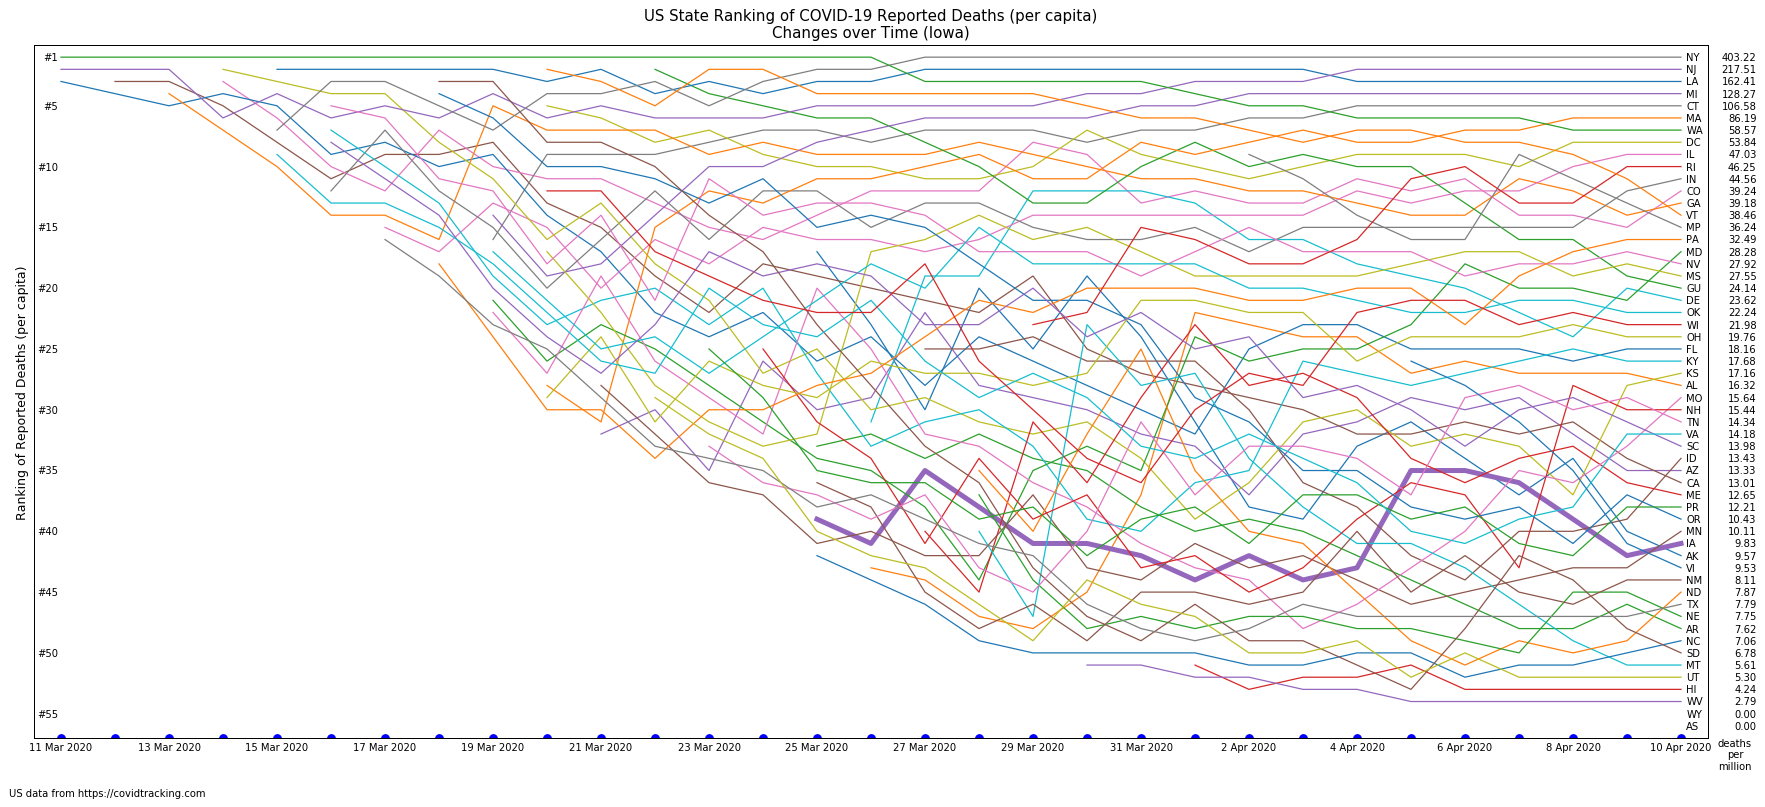 US State Ranking of COVID-19 Reported Deaths (per capita)
Changes over Time (Iowa)
Ranking of Reported Deaths (per capita)
#1
#5
#10
#15
#20
#25
#30
#35
#40
#45
#50
#55
NY 403.22
NJ 217.51
LA 162.41
MI 128.27
CT 106.58
MA 86.19
WA 58.57
DC 53.84
IL 47.03
RI 46.25
IN 44.56
CO 39.24
GA 39.18
VT 38.46
MP 36.24
PA 32.49
MD 28.28
NV 27.92
MS 27.55
GU 24.14
DE 23.62
OK 22.24
WI 21.98
OH 19.76
FL 18.16
KY 17.68
KS 17.16
AL 16.32
MO 15.64
NH 15.44
TN 14.34
VA 14.18
SC 13.98
ID 13.43
AZ 13.33
CA 13.01
ME 12.65
PR 12.21
OR 10.43
MN 10.11
IA 9.83
AK 9.57
VI 9.53
NM 8.11
ND 7.87
TX 7.79
NE 7.75
AR 7.62
NC 7.06
SD 6.78
MT 5.61
UT 5.30
HI 4.24
WV 2.79
WY 0.00
AS 0.00
11 Mar 2020 13 Mar 2020 15 Mar 2020 17 Mar 2020 19 Mar 2020 21 Mar 2020 23 Mar 2020 25 Mar 2020 27 Mar 2020 29 Mar 2020 31 Mar 2020 2 Apr 2020 4 Apr 2020 6 Apr 2020 8 Apr 2020 10 Apr 2020
deaths
per
million
US data from https://covidtracking.com